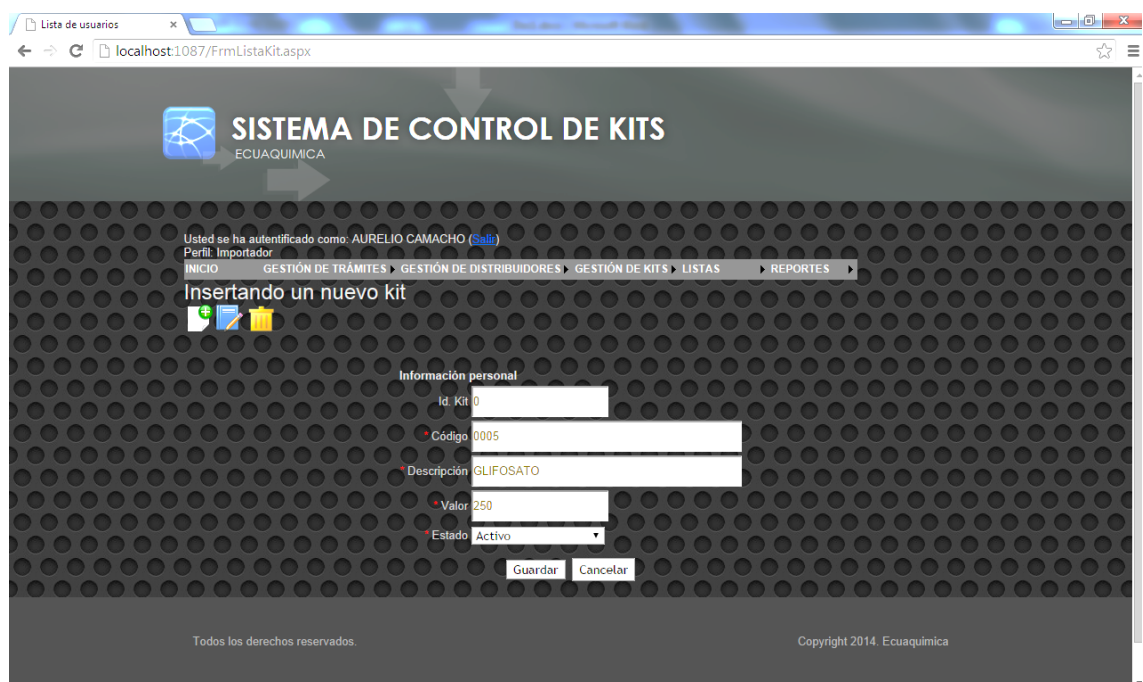 Lista de usuarios
localhost:1087/FrmListaKit.aspx
SISTEMA DE CONTROL DE KITS
ECUAQUIMICA
Usted se ha autentificado como: AURELIO CAMACHO (Salir)
Perfil: Importador
INICIO GESTIÓN DE TRÁMITES GESTIÓN DE DISTRIBUIDORES GESTIÓN DE KITS LISTAS REPORTES
Insertando un nuevo kit
Información personal
Id. Kit 0
* Código 0005
* Descripción GLIFOSATO
* Valor 250
* Estado Activo
Guardar Cancelar
Todos los derechos reservados. Copyright 2014. Ecuaquimica